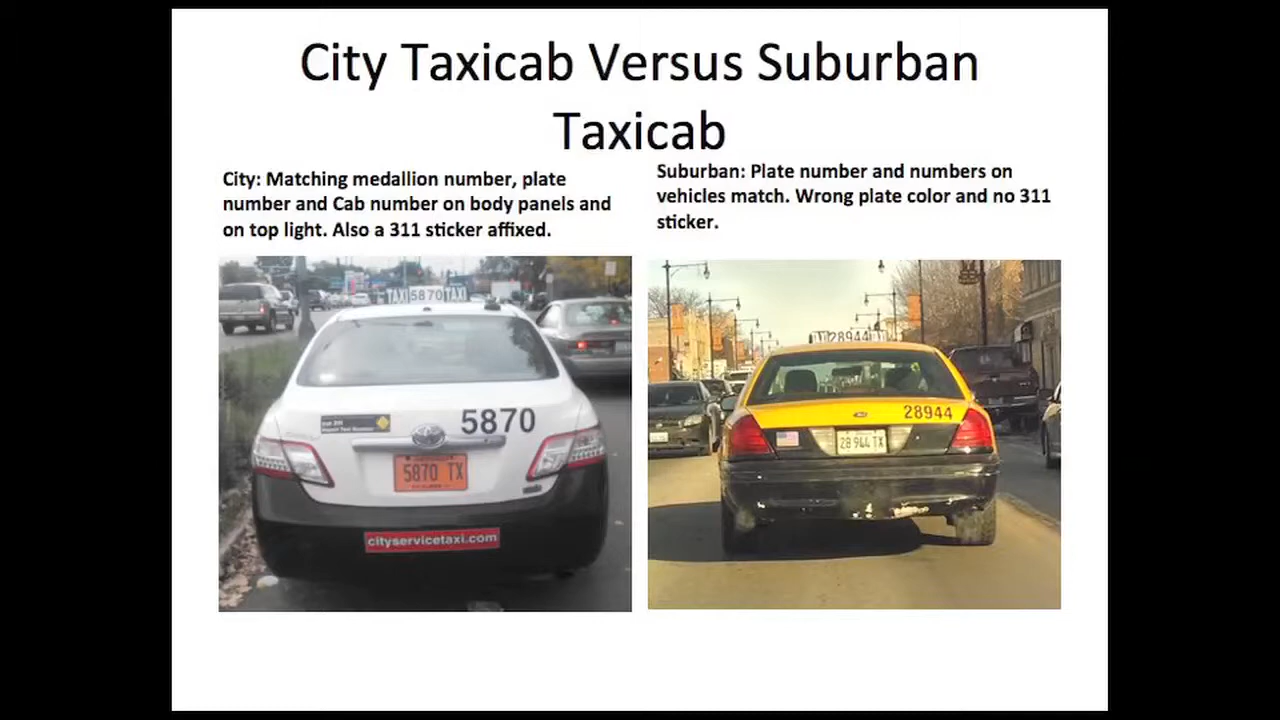 City Taxicab Versus Suburban
Taxicab
City: Matching medallion number, plate
number and Cab number on body panels and
on top light. Also a 311 sticker affixed.
Suburban: Plate number and numbers on
vehicles match. Wrong plate color and no 311
sticker.
TAXI 5870 TAXI
5870
5870 TX
cityservicetaxi.com
28944
28944
28 944 TX